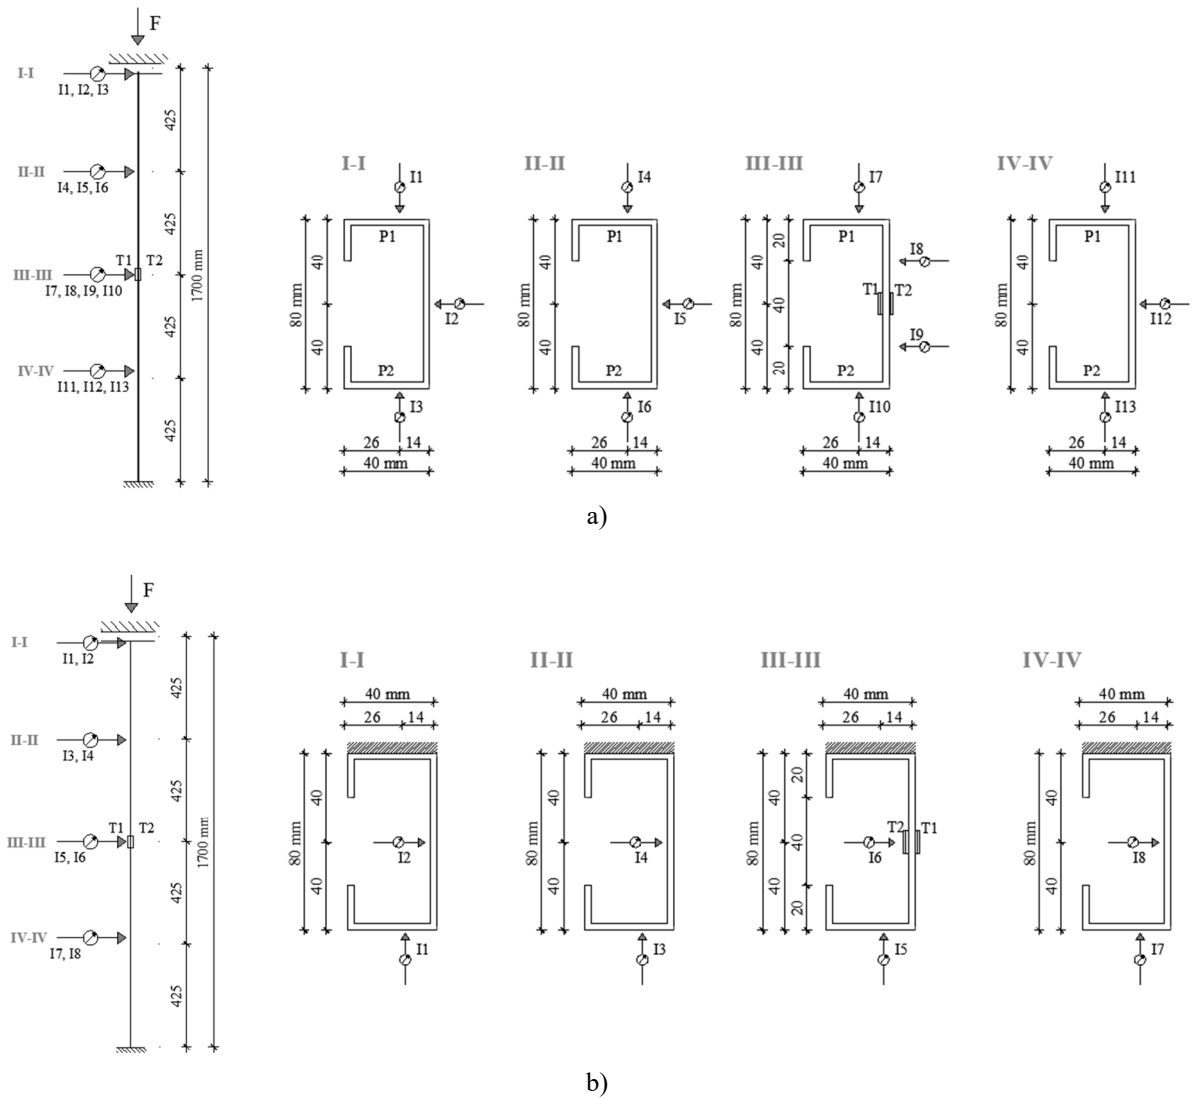 F
I-I
I1, I2, I3
425
II-II
I4, I5, I6
425
III-III
T1 T2
I7, I8, I9, I10
1700 mm
425
IV-IV
I11, I12, I13
425
I-I
I1
P1
40
80 mm
I2
40
P2
I3
26 14
40 mm
II-II
I4
P1
40
80 mm
I5
40
P2
I6
26 14
40 mm
III-III
I7
P1
20
I8
40
80 mm
T1 T2
40
I9
40
P2
20
I10
26 14
40 mm
IV-IV
I11
P1
40
80 mm
I12
40
P2
I13
26 14
40 mm
a)
F
I-I
I1, I2
425
II-II
I3, I4
425
T1 T2
III-III
I5, I6
1700 mm
425
IV-IV
I7, I8
425
I-I
40 mm
26 14
40
80 mm
I2
40
I1
II-II
40 mm
26 14
40
80 mm
I4
40
I3
III-III
40 mm
26 14
20
40
80 mm
T2 T1
40
I6
40
20
I5
IV-IV
40 mm
26 14
40
80 mm
I8
40
I7
b)